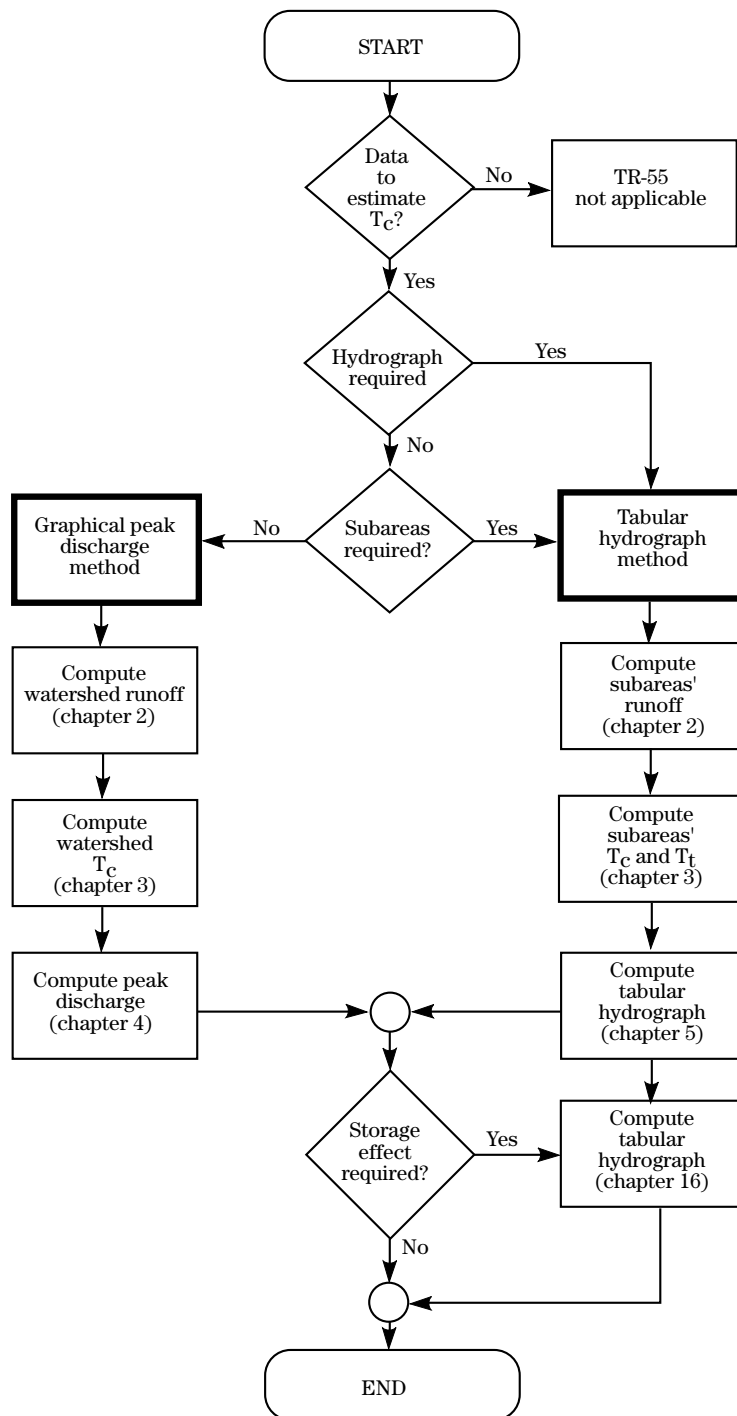 START
Data
to
estimate
Tc?
No
TR-55
not applicable
Yes
Hydrograph
required
Yes
No
Graphical peak
discharge
method
No
Subareas
required?
Yes
Tabular
hydrograph
method
Compute
watershed runoff
(chapter 2)
Compute
subareas'
runoff
(chapter 2)
Compute
watershed
Tc
(chapter 3)
Compute
subareas'
Tc and Tt
(chapter 3)
Compute peak
discharge
(chapter 4)
Compute
tabular
hydrograph
(chapter 5)
Storage
effect
required?
Yes
Compute
tabular
hydrograph
(chapter 16)
No
END